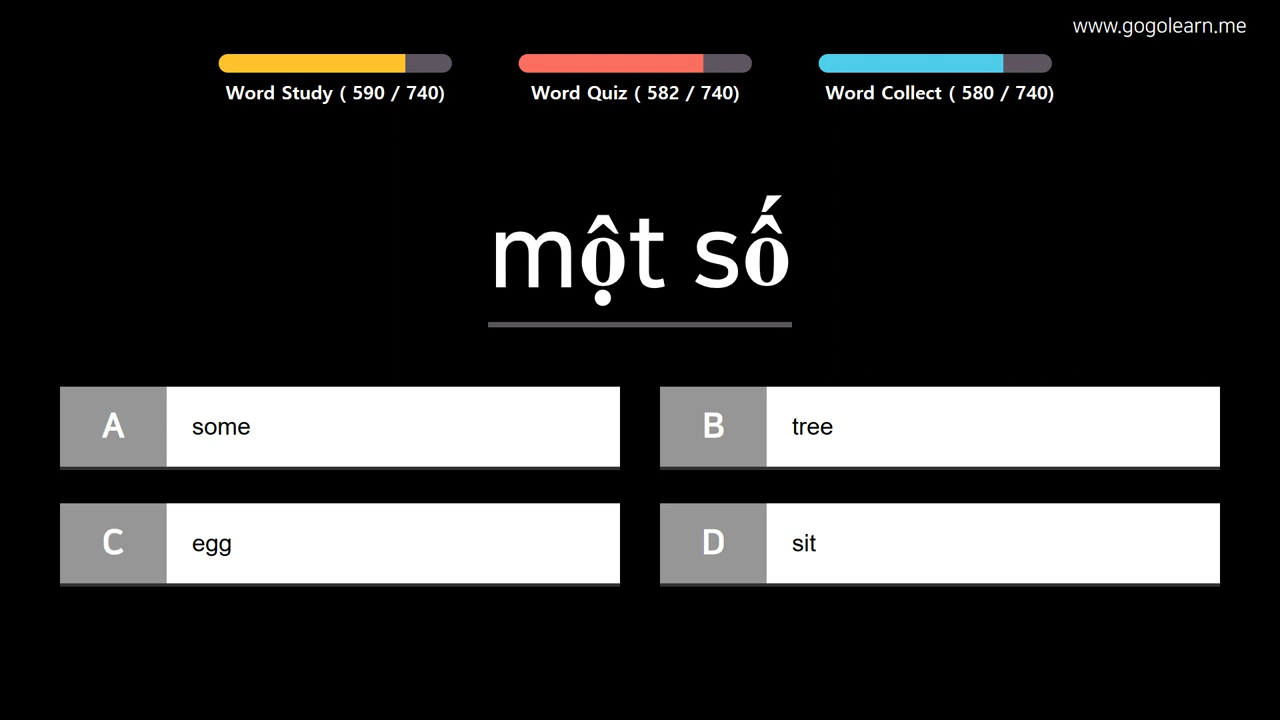 www.gogolearn.me
Word Study ( 590 / 740)
Word Quiz ( 582 / 740)
Word Collect ( 580 / 740)
một số
A some
B tree
C egg
D sit